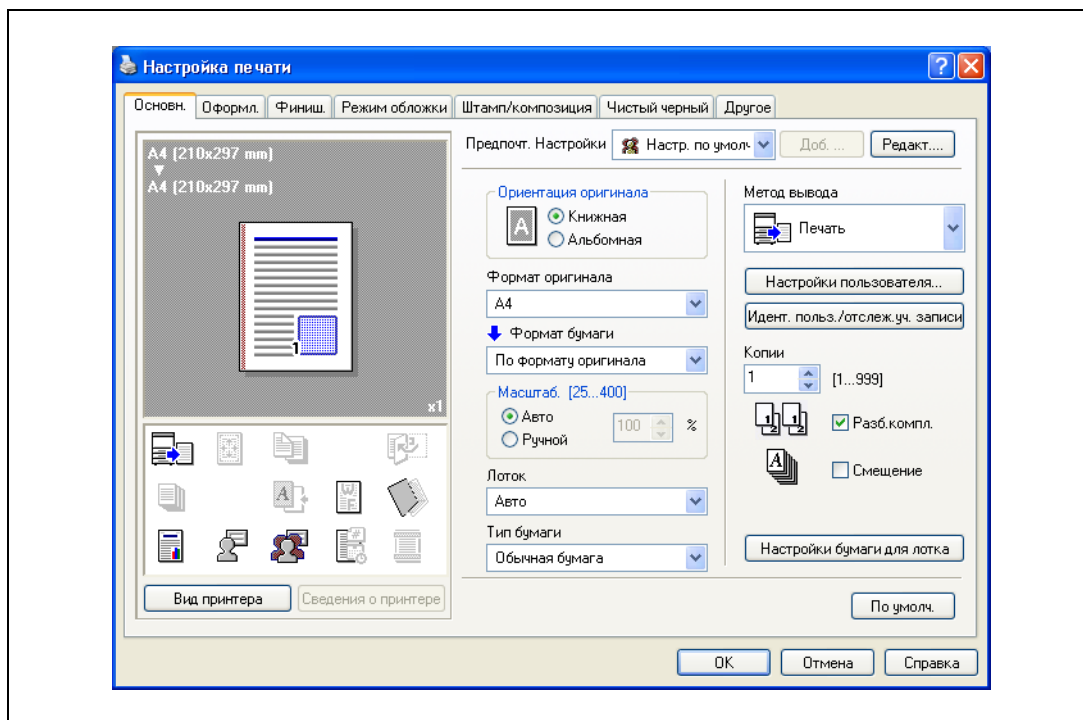 Настройка печати
Основн. Оформл. Финиш. Режим обложки Штамп/композиция Чистый черный Другое
A4 (210x297 mm)
A4 (210x297 mm)
1
x1
Вид принтера Сведения о принтере
Предпочт. Настройки Настр. по умолч Доб. ... Редакт....
Ориентация оригинала
A
Книжная
Альбомная
Формат оригинала
A4
Формат бумаги
По формату оригинала
Масштаб. [25...400]
Авто
Ручной
100 %
Лоток
Авто
Тип бумаги
Обычная бумага
Метод вывода
Печать
Настройки пользователя...
Идент. польз./отслеж.уч. записи
Копии
1 [1...999]
Разб.компл.
Смещение
Настройки бумаги для лотка
По умолч.
OK Отмена Справка